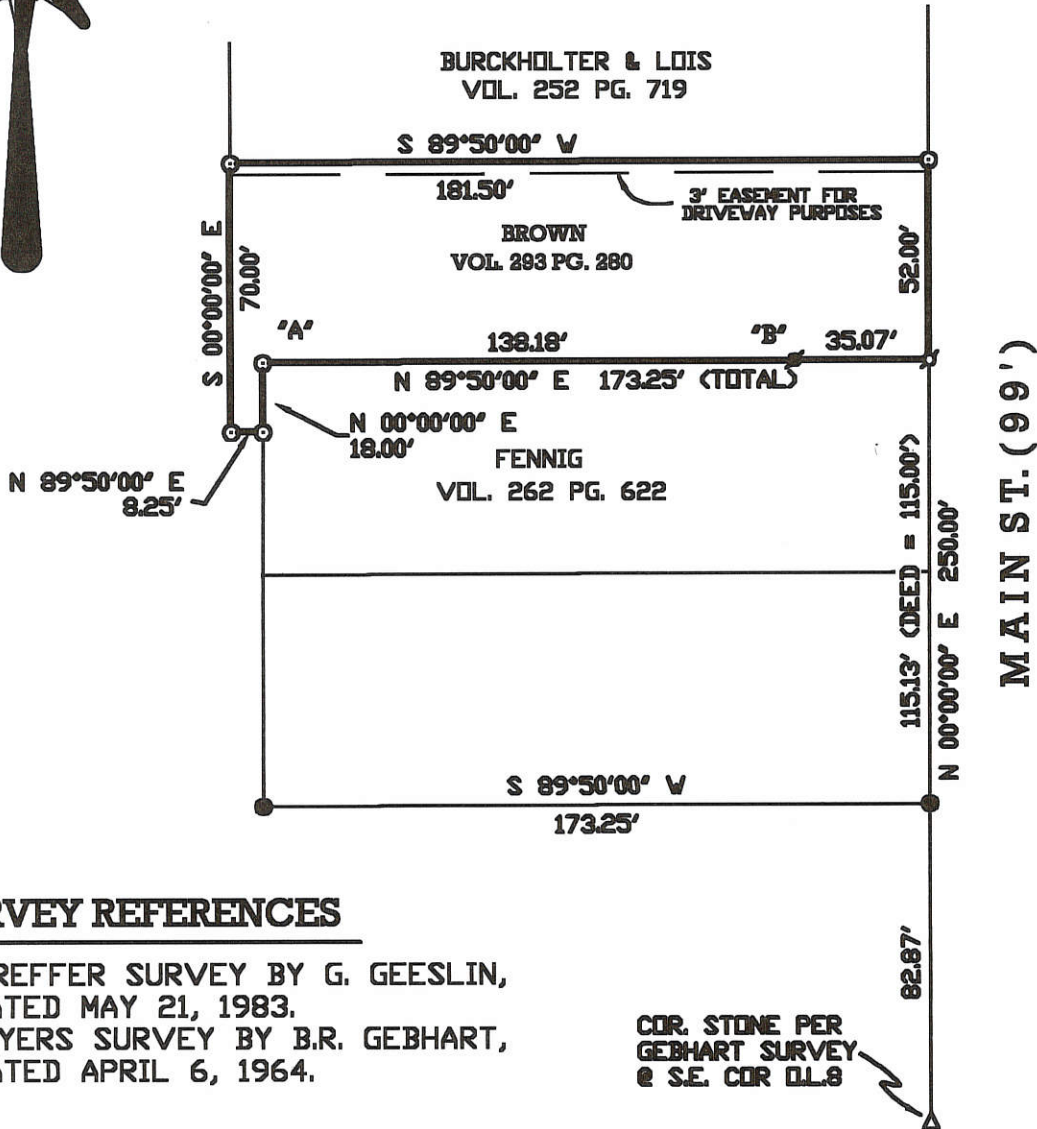 BURCKHOLTER & LOIS
VOL. 252 PG. 719
S 89°50'00" W
181.50'
3' EASEMENT FOR
DRIVEWAY PURPOSES
BROWN
VOL. 293 PG. 280
S 00°00'00" E
70.00'
52.00'
"A"
138.18'
"B"
35.07'
N 89°50'00" E 173.25' (TOTAL)
N 00°00'00" E
18.00'
N 89°50'00" E
8.25'
FENNIG
VOL. 262 PG. 622
115.13' (DEED = 115.00')
N 00°00'00" E 250.00'
MAIN ST. (99')
S 89°50'00" W
173.25'
82.87'
RVEY REFERENCES
REFFER SURVEY BY G. GEESLIN,
ATED MAY 21, 1983.
YERS SURVEY BY B.R. GEBHART,
ATED APRIL 6, 1964.
COR. STONE PER
GEBHART SURVEY
@ S.E. COR O.L.8